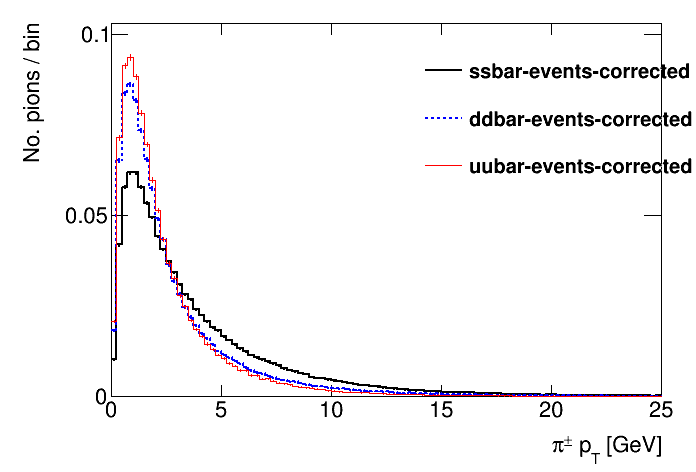 0.1
No. pions / bin
ssbar-events-corrected
ddbar-events-corrected
uubar-events-corrected
0.05
0
0 5 10 15 20 25
π± p_T [GeV]